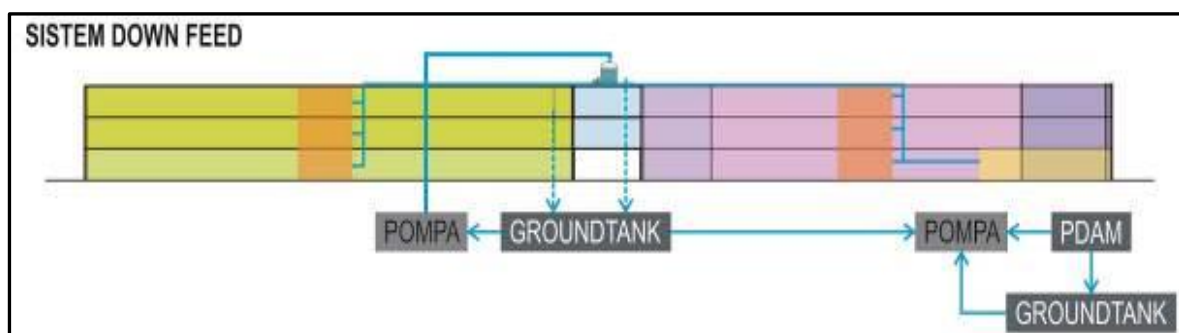 SISTEM DOWN FEED
POMPA
GROUNDTANK
POMPA
PDAM
GROUNDTANK